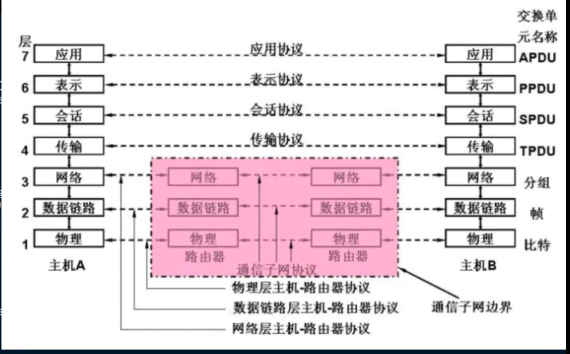 交换单
层 元名称
7 应用 应用协议 应用 APDU
6 表示 表示协议 表示 PPDU
5 会话 会话协议 会话 SPDU
4 传输 传输协议 传输 TPDU
3 网络 网络 网络 网络 分组
2 数据链路 数据链路 数据链路 数据链路 帧
1 物理 物理 物理 物理 比特
主机A 路由器 路由器 主机B
通信子网协议
物理层主机-路由器协议
数据链路层主机-路由器协议 通信子网边界
网络层主机-路由器协议